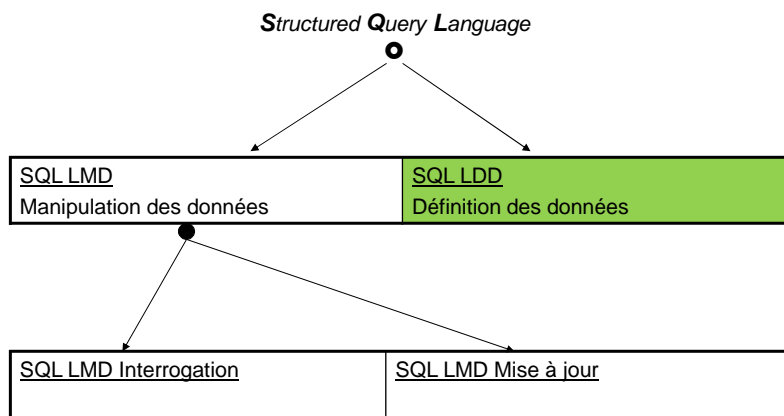 Structured Query Language
SQL LMD
Manipulation des données
SQL LDD
Définition des données
SQL LMD Interrogation
SQL LMD Mise à jour